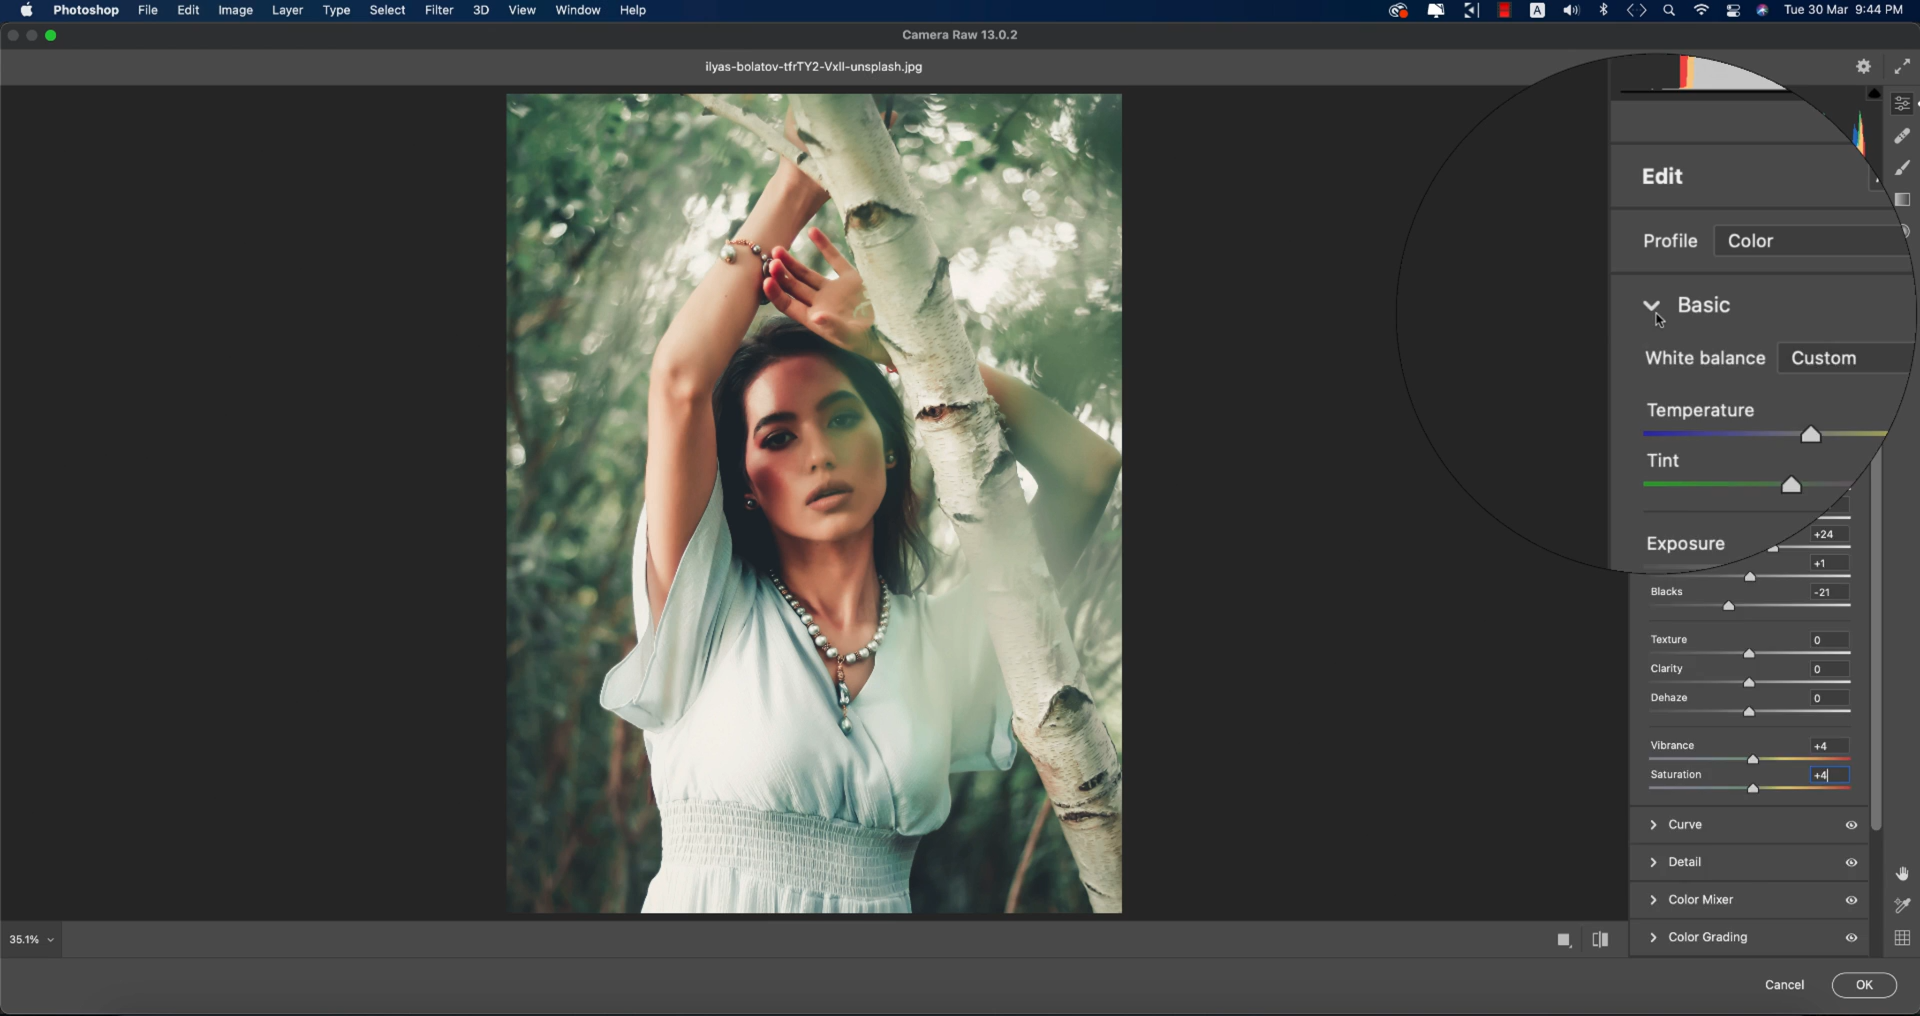 Photoshop File Edit Image Layer Type Select Filter 3D View Window Help A Tue 30 Mar 9:44 PM
Camera Raw 13.0.2
ilyas-bolatov-tfrTY2-VxlI-unsplash.jpg
Edit
Profile Color
Basic
White balance Custom
Temperature
Tint
+24
Exposure
+1
Blacks -21
Texture 0
Clarity 0
Dehaze 0
Vibrance +4
Saturation +4
Curve
Detail
Color Mixer
Color Grading
35.1%
Cancel OK